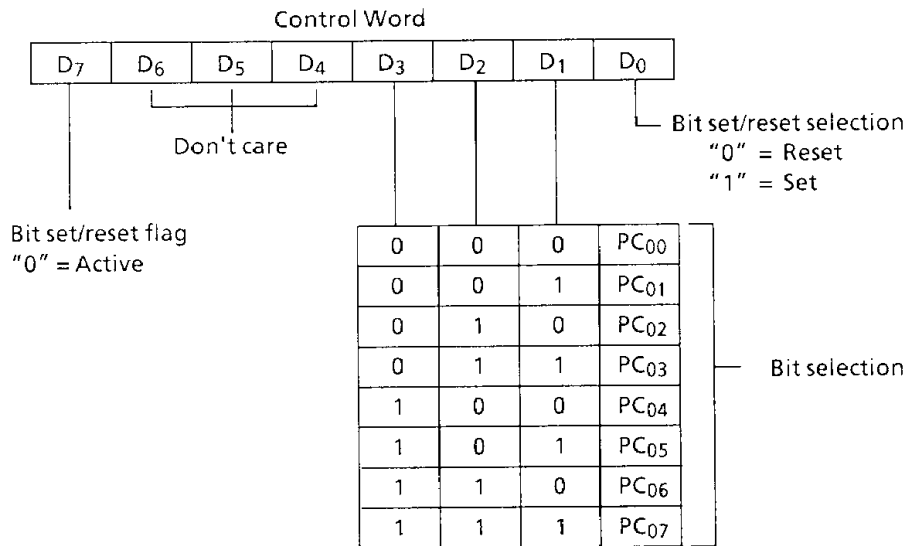 Control Word
D7 D6 D5 D4 D3 D2 D1 D0
Don't care
Bit set/reset selection
"0" = Reset
"1" = Set
Bit set/reset flag
"0" = Active
0 0 0 PC00
0 0 1 PC01
0 1 0 PC02
0 1 1 PC03
1 0 0 PC04
1 0 1 PC05
1 1 0 PC06
1 1 1 PC07
Bit selection